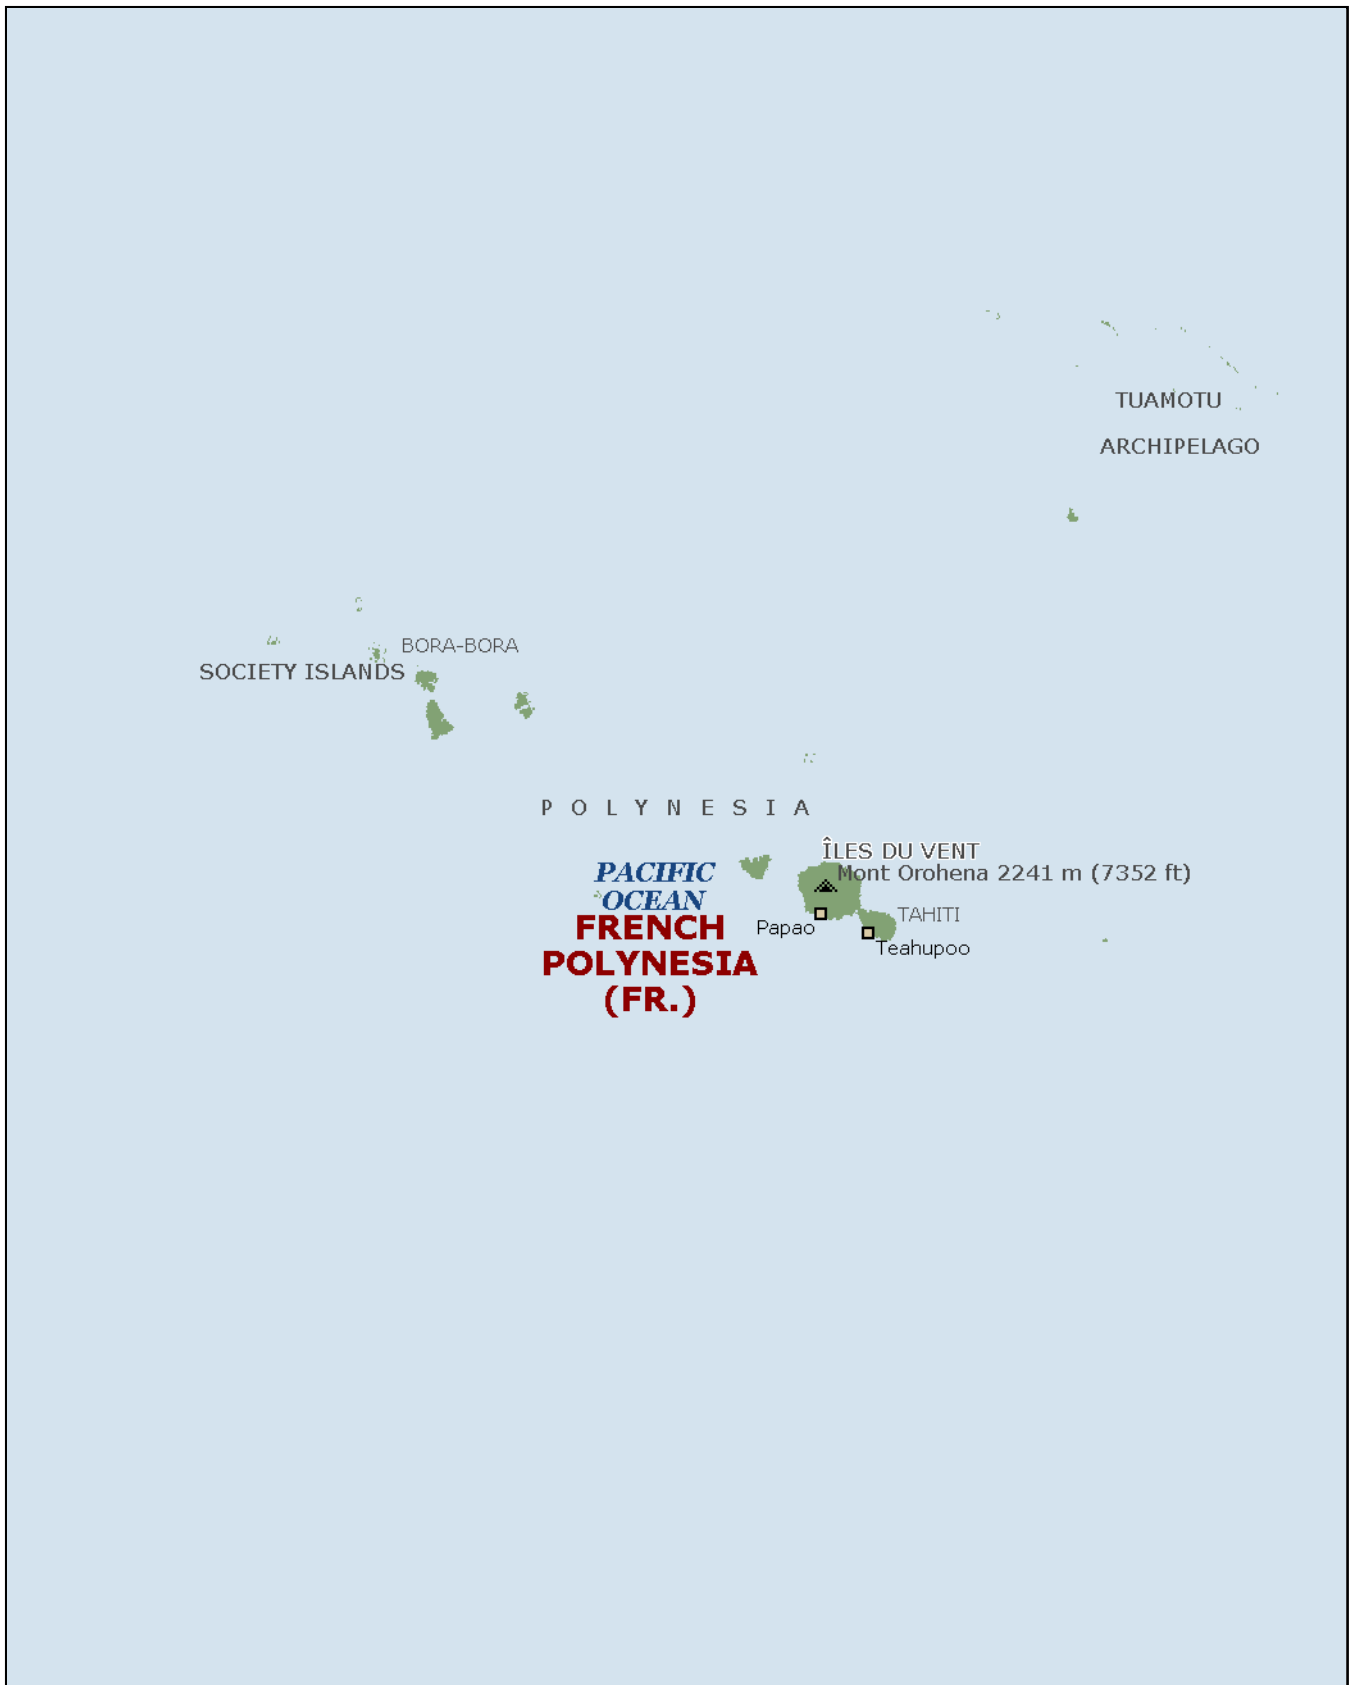 TUAMOTU
ARCHIPELAGO
BORA-BORA
SOCIETY ISLANDS
POLYNESIA
ÎLES DU VENT
PACIFIC
OCEAN
Mont Orohena 2241 m (7352 ft)
FRENCH
POLYNESIA
(FR.)
TAHITI
Papao
Teahupoo